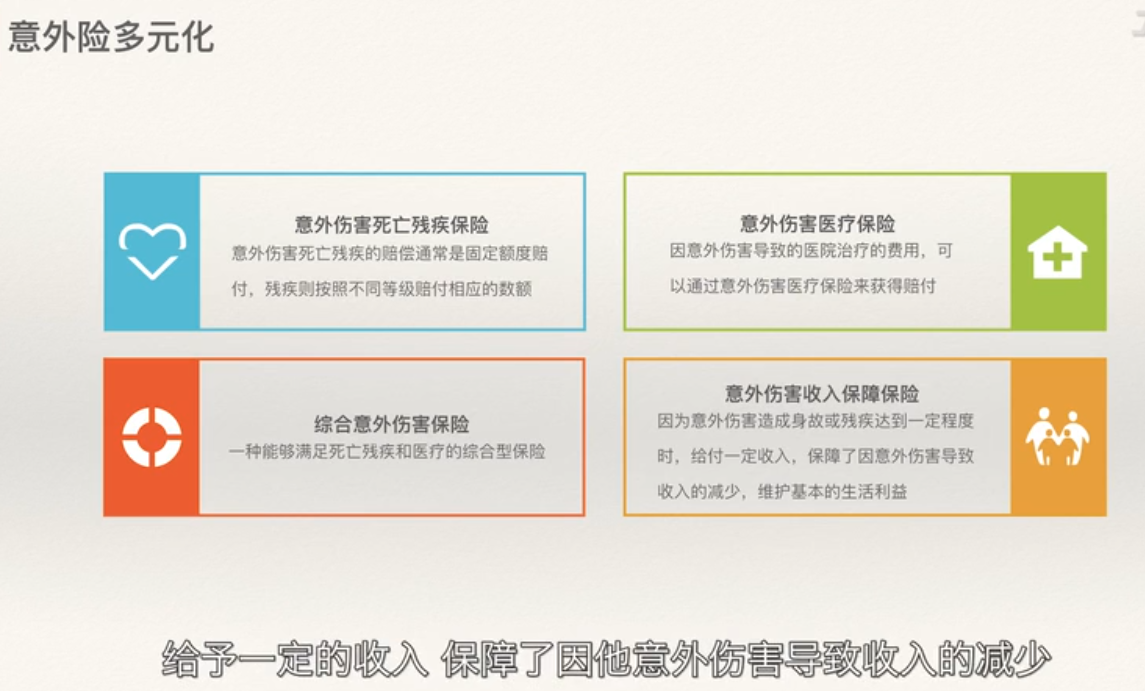 意外险多元化
意外伤害死亡残疾保险
意外伤害死亡残疾的赔偿通常是固定额度赔
付，残疾则按照不同等级赔付相应的数额
意外伤害医疗保险
因意外伤害导致的医院治疗的费用，可
以通过意外伤害医疗保险来获得赔付
综合意外伤害保险
一种能够满足死亡残疾和医疗的综合型保险
意外伤害收入保障保险
因为意外伤害造成身故或残疾达到一定程度
时，给付一定收入，保障了因意外伤害导致
收入的减少，维护基本的生活利益
给予一定的收入 保障了因他意外伤害导致收入的减少